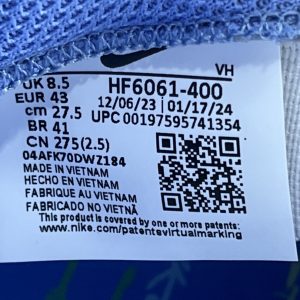 VH
UK 8.5
EUR 43
cm 27.5
BR 41
CN 275(2.5)
HF6061-400
12/06/23 | 01/17/24
UPC 00197595741354
04AFK70DWZ184
MADE IN VIETNAM
HECHO EN VIETNAM
FABRIQUE AU VIETNAM
FABRICADO NO VIETNÃ
This shoe is covered by one or more patents:
www.nike.com/patentsvirtualmarking